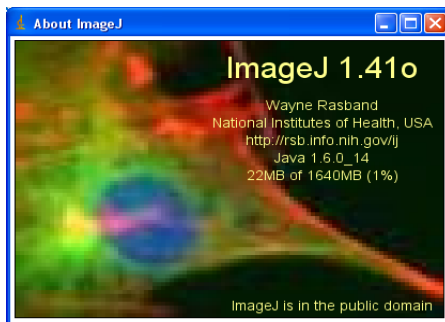 About ImageJ
ImageJ 1.41o
Wayne Rasband
National Institutes of Health, USA
http://rsb.info.nih.gov/ij
Java 1.6.0_14
22MB of 1640MB (1%)
ImageJ is in the public domain